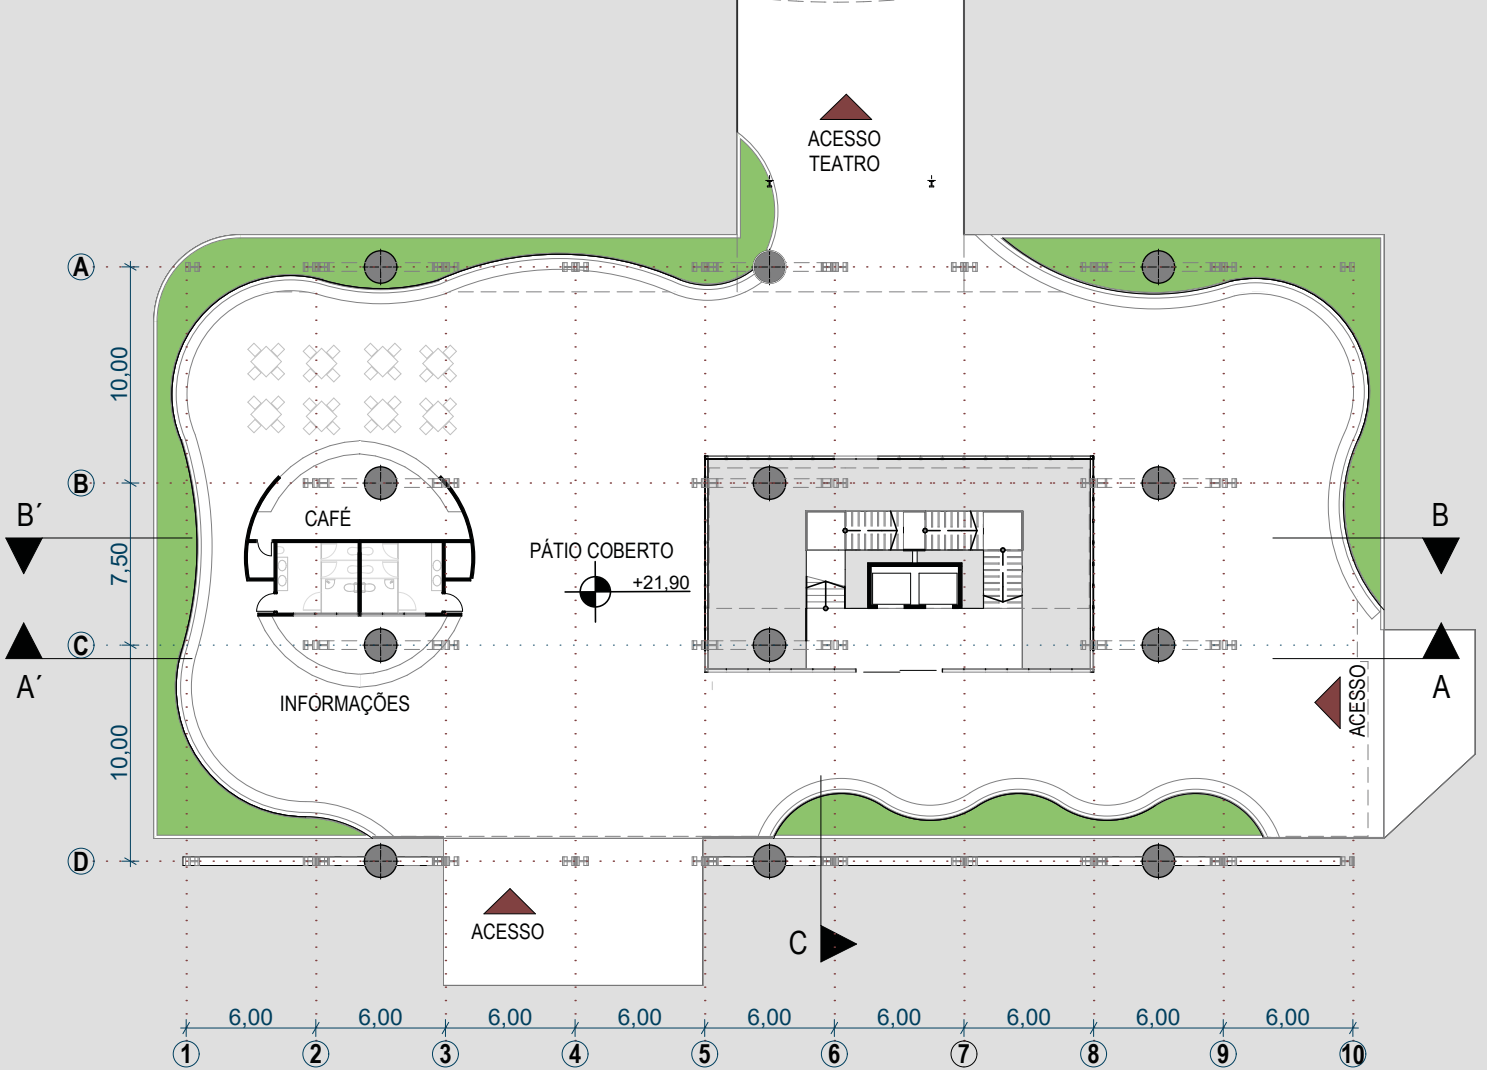 ACESSO
TEATRO
A
10,00
B
B´
CAFÉ
PÁTIO COBERTO
+21,90
B
7,50
C
A´
INFORMAÇÕES
A
ACESSO
10,00
D
ACESSO
C
6,00 6,00 6,00 6,00 6,00 6,00 6,00 6,00 6,00
1 2 3 4 5 6 7 8 9 10